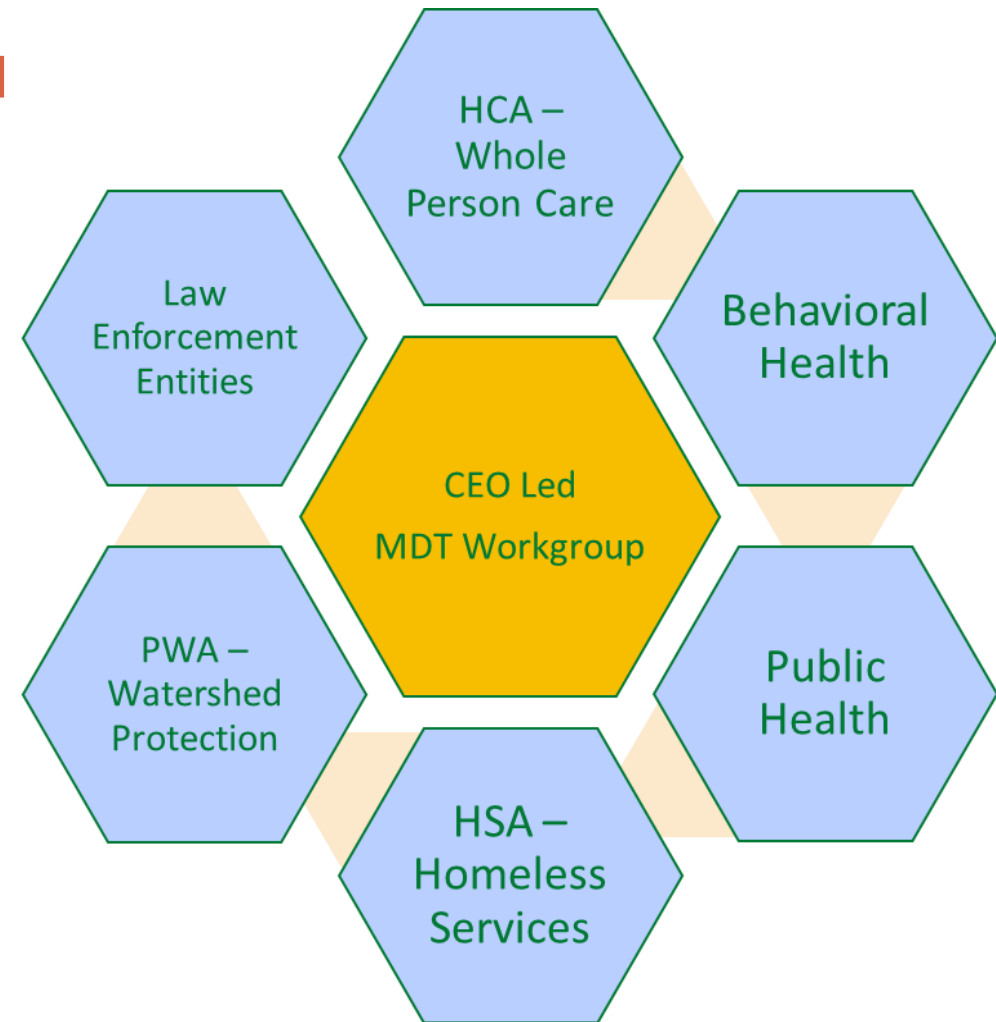 HCA –
Whole
Person Care
Behavioral
Health
Public
Health
HSA –
Homeless
Services
PWA –
Watershed
Protection
Law
Enforcement
Entities
CEO Led
MDT Workgroup